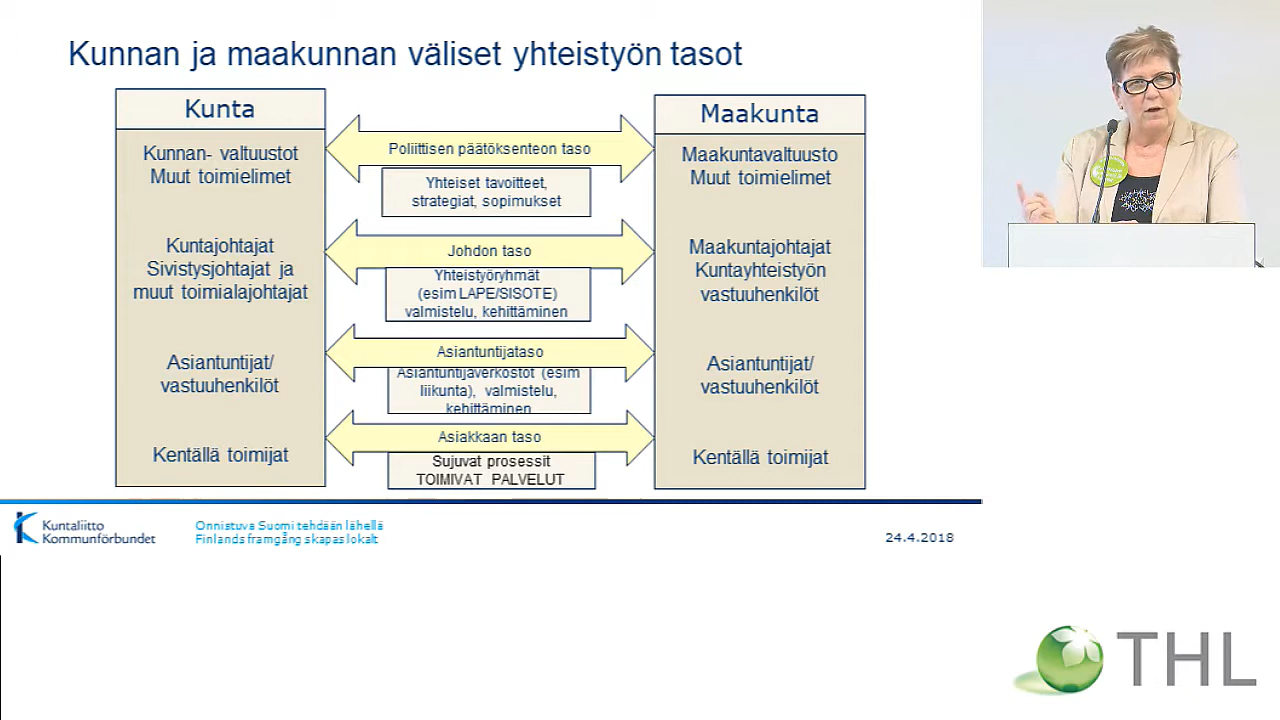 Kunnan ja maakunnan väliset yhteistyön tasot
Kunta
Kunnan- valtuustot
Muut toimielimet
Kuntajohtajat
Sivistysjohtajat ja
muut toimialajohtajat
Asiantuntijat/
vastuuhenkilöt
Kentällä toimijat
Poliittisen päätöksenteon taso
Yhteiset tavoitteet,
strategiat, sopimukset
Johdon taso
Yhteistyöryhmät
(esim LAPE/SISOTE)
valmistelu, kehittäminen
Asiantuntijataso
Asiantuntijaverkostot (esim
liikunta), valmistelu,
kehittäminen
Asiakkaan taso
Sujuvat prosessit
TOIMIVAT PALVELUT
Maakunta
Maakuntavaltuusto
Muut toimielimet
Maakuntajohtajat
Kuntayhteistyön
vastuuhenkilöt
Asiantuntijat/
vastuuhenkilöt
Kentällä toimijat
Kuntaliitto
Kommunförbundet
Onnistuva Suomi tehdään lähellä
Finlands framgång skapas lokalt
24.4.2018
THL